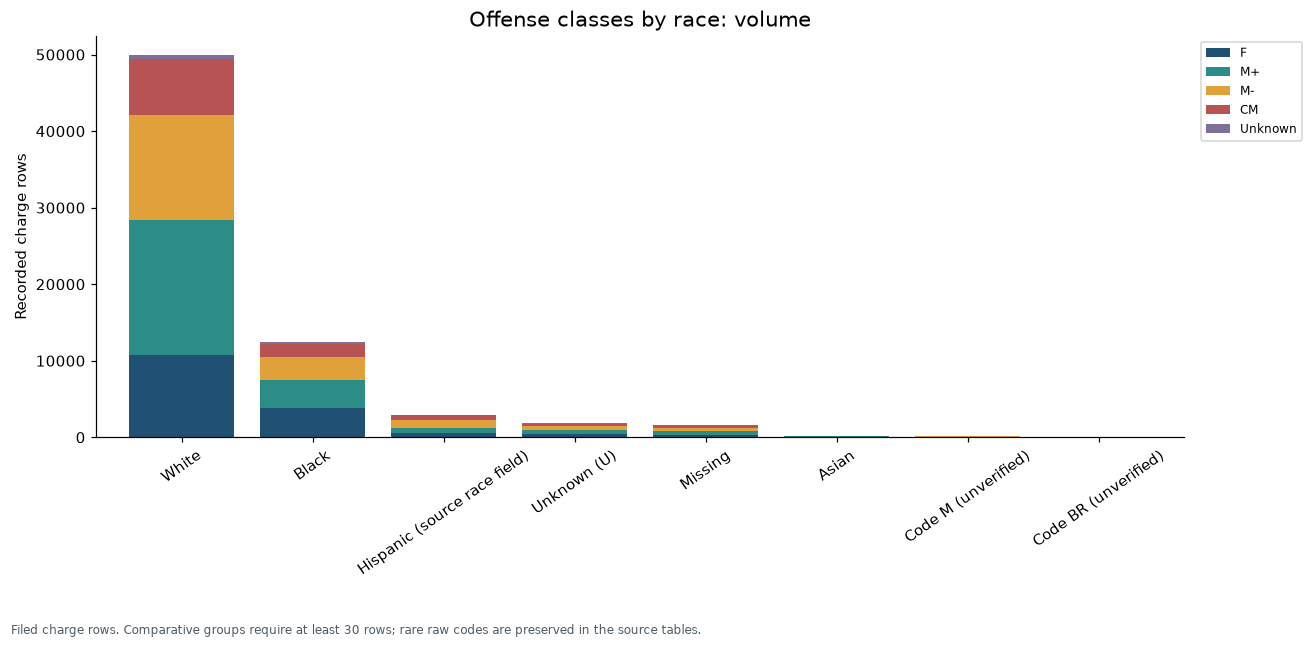 Offense classes by race: volume
F
M+
M-
CM
Unknown
Recorded charge rows
50000
40000
30000
20000
10000
0
White
Black
Hispanic (source race field)
Unknown (U)
Missing
Asian
Code M (unverified)
Code BR (unverified)
Filed charge rows. Comparative groups require at least 30 rows; rare raw codes are preserved in the source tables.